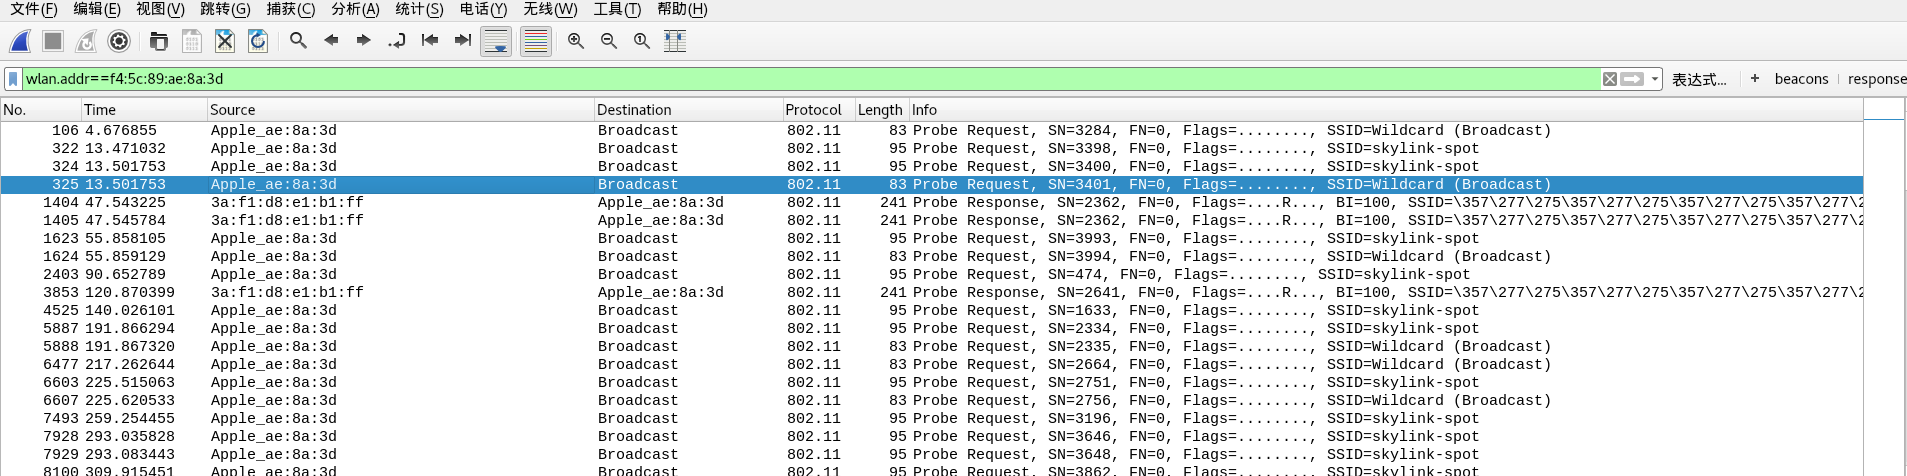 文件(F) 编辑(E) 视图(V) 跳转(G) 捕获(C) 分析(A) 统计(S) 电话(Y) 无线(W) 工具(T) 帮助(H)
wlan.addr==f4:5c:89:ae:8a:3d 表达式… + beacons response
No. Time Source Destination Protocol Length Info
106 4.676855 Apple_ae:8a:3d Broadcast 802.11 83 Probe Request, SN=3284, FN=0, Flags=........, SSID=Wildcard (Broadcast)
322 13.471032 Apple_ae:8a:3d Broadcast 802.11 95 Probe Request, SN=3398, FN=0, Flags=........, SSID=skylink-spot
324 13.501753 Apple_ae:8a:3d Broadcast 802.11 95 Probe Request, SN=3400, FN=0, Flags=........, SSID=skylink-spot
325 13.501753 Apple_ae:8a:3d Broadcast 802.11 83 Probe Request, SN=3401, FN=0, Flags=........, SSID=Wildcard (Broadcast)
1404 47.543225 3a:f1:d8:e1:b1:ff Apple_ae:8a:3d 802.11 241 Probe Response, SN=2362, FN=0, Flags=....R..., BI=100, SSID=\357\277\275\357\277\275\357\277\275\357\277\2
1405 47.545784 3a:f1:d8:e1:b1:ff Apple_ae:8a:3d 802.11 241 Probe Response, SN=2362, FN=0, Flags=....R..., BI=100, SSID=\357\277\275\357\277\275\357\277\275\357\277\2
1623 55.858105 Apple_ae:8a:3d Broadcast 802.11 95 Probe Request, SN=3993, FN=0, Flags=........, SSID=skylink-spot
1624 55.859129 Apple_ae:8a:3d Broadcast 802.11 83 Probe Request, SN=3994, FN=0, Flags=........, SSID=Wildcard (Broadcast)
2403 90.652789 Apple_ae:8a:3d Broadcast 802.11 95 Probe Request, SN=474, FN=0, Flags=........, SSID=skylink-spot
3853 120.870399 3a:f1:d8:e1:b1:ff Apple_ae:8a:3d 802.11 241 Probe Response, SN=2641, FN=0, Flags=....R..., BI=100, SSID=\357\277\275\357\277\275\357\277\275\357\277\2
4525 140.026101 Apple_ae:8a:3d Broadcast 802.11 95 Probe Request, SN=1633, FN=0, Flags=........, SSID=skylink-spot
5887 191.866294 Apple_ae:8a:3d Broadcast 802.11 95 Probe Request, SN=2334, FN=0, Flags=........, SSID=skylink-spot
5888 191.867320 Apple_ae:8a:3d Broadcast 802.11 83 Probe Request, SN=2335, FN=0, Flags=........, SSID=Wildcard (Broadcast)
6477 217.262644 Apple_ae:8a:3d Broadcast 802.11 83 Probe Request, SN=2664, FN=0, Flags=........, SSID=Wildcard (Broadcast)
6603 225.515063 Apple_ae:8a:3d Broadcast 802.11 95 Probe Request, SN=2751, FN=0, Flags=........, SSID=skylink-spot
6607 225.620533 Apple_ae:8a:3d Broadcast 802.11 83 Probe Request, SN=2756, FN=0, Flags=........, SSID=Wildcard (Broadcast)
7493 259.254455 Apple_ae:8a:3d Broadcast 802.11 95 Probe Request, SN=3196, FN=0, Flags=........, SSID=skylink-spot
7928 293.035828 Apple_ae:8a:3d Broadcast 802.11 95 Probe Request, SN=3646, FN=0, Flags=........, SSID=skylink-spot
7929 293.083443 Apple_ae:8a:3d Broadcast 802.11 95 Probe Request, SN=3648, FN=0, Flags=........, SSID=skylink-spot
8100 309.915451 Apple_ae:8a:3d Broadcast 802.11 95 Probe Request, SN=3862, FN=0, Flags=........, SSID=skylink-spot